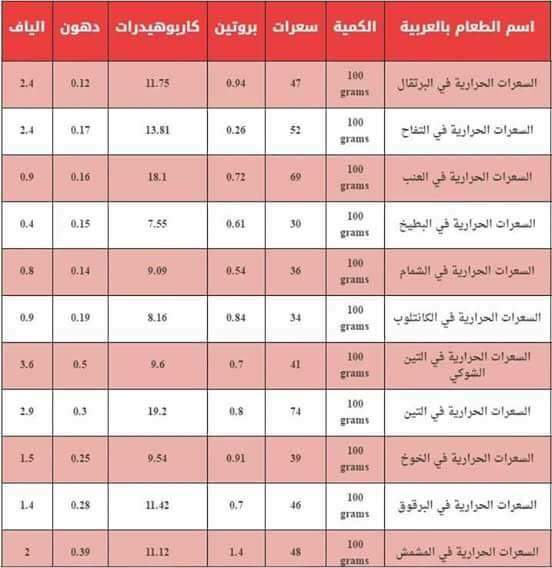 اسم الطعام بالعربية الكمية سعرات بروتين كاربوهيدرات دهون الياف
السعرات الحرارية في البرتقال 100 grams 47 0.94 11.75 0.12 2.4
السعرات الحرارية في التفاح 100 grams 52 0.26 13.81 0.17 2.4
السعرات الحرارية في العنب 100 grams 69 0.72 18.1 0.16 0.9
السعرات الحرارية في البطيخ 100 grams 30 0.61 7.55 0.15 0.4
السعرات الحرارية في الشمام 100 grams 36 0.54 9.09 0.14 0.8
السعرات الحرارية في الكانتلوب 100 grams 34 0.84 8.16 0.19 0.9
السعرات الحرارية في التين الشوكي 100 grams 41 0.7 9.6 0.5 3.6
السعرات الحرارية في التين 100 grams 74 0.8 19.2 0.3 2.9
السعرات الحرارية في الخوخ 100 grams 39 0.91 9.54 0.25 1.5
السعرات الحرارية في البرقوق 100 grams 46 0.7 11.42 0.28 1.4
السعرات الحرارية في المشمش 100 grams 48 1.4 11.12 0.39 2